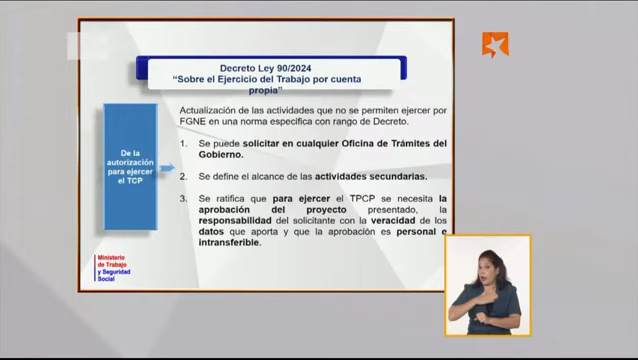 Decreto Ley 90/2024
“Sobre el Ejercicio del Trabajo por cuenta
propia”
De la
autorización
para ejercer
el TCP
Actualización de las actividades que no se permiten ejercer por
FGNE en una norma específica con rango de Decreto.
1. Se puede solicitar en cualquier Oficina de Trámites del
Gobierno.
2. Se define el alcance de las actividades secundarias.
3. Se ratifica que para ejercer el TPCP se necesita la
aprobación del proyecto presentado, la
responsabilidad del solicitante con la veracidad de los
datos que aporta y que la aprobación es personal e
intransferible.
Ministerio
de Trabajo
y Seguridad
Social